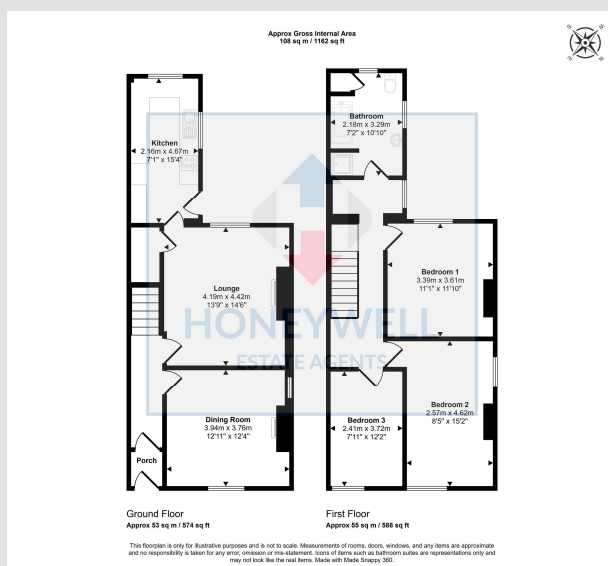 Approx Gross Internal Area
108 sq m / 1162 sq ft
S
W
E
N
Kitchen
2.16m x 4.67m
7'1" x 15'4"
Lounge
4.19m x 4.42m
13'9" x 14'6"
Dining Room
3.94m x 3.76m
12'11" x 12'4"
Porch
Bathroom
2.18m x 3.29m
7'2" x 10'10"
Bedroom 1
3.39m x 3.61m
11'1" x 11'10"
Bedroom 2
2.57m x 4.62m
8'5" x 15'2"
Bedroom 3
2.41m x 3.72m
7'11" x 12'2"
HONEYWELL
ESTATE AGENTS
Ground Floor
Approx 53 sq m / 574 sq ft
First Floor
Approx 55 sq m / 588 sq ft
This floorplan is only for illustrative purposes and is not to scale. Measurements of rooms, doors, windows, and any items are approximate
and no responsibility is taken for any error, omission or mis-statement. Icons of items such as bathroom suites are representations only and
may not look like the real items. Made with Made Snappy 360.